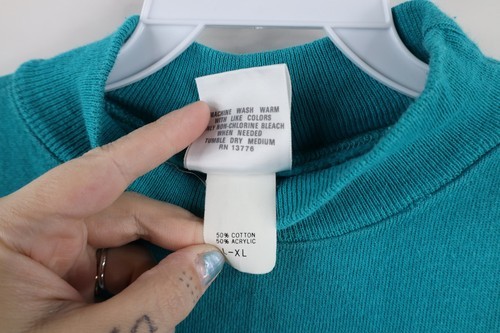 MACHINE WASH WARM
WITH LIKE COLORS
NON-CHLORINE BLEACH
WHEN NEEDED
TUMBLE DRY MEDIUM
RN 13776
50% COTTON
50% ACRYLIC
L-XL